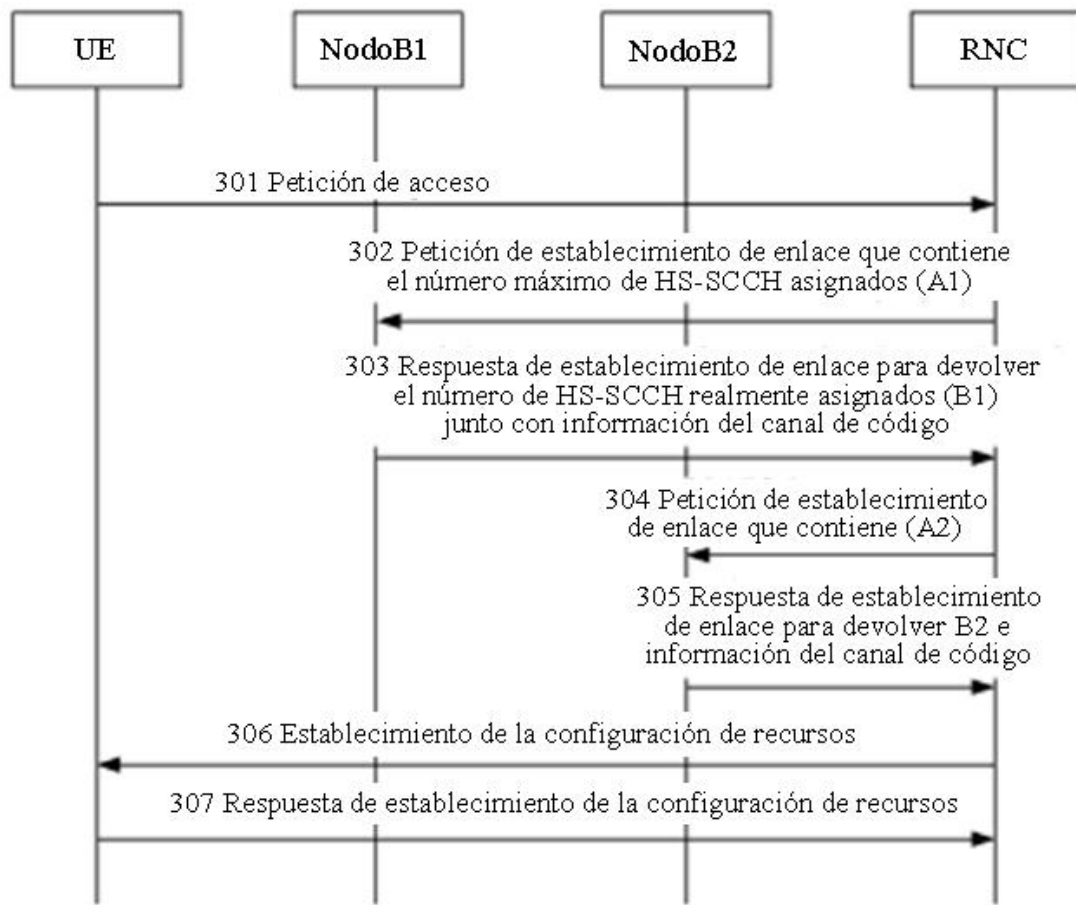 UE
NodoB1
NodoB2
RNC
301 Petición de acceso
302 Petición de establecimiento de enlace que contiene
el número máximo de HS-SCCH asignados (A1)
303 Respuesta de establecimiento de enlace para devolver
el número de HS-SCCH realmente asignados (B1)
junto con información del canal de código
304 Petición de establecimiento
de enlace que contiene (A2)
305 Respuesta de establecimiento
de enlace para devolver B2 e
información del canal de código
306 Establecimiento de la configuración de recursos
307 Respuesta de establecimiento de la configuración de recursos